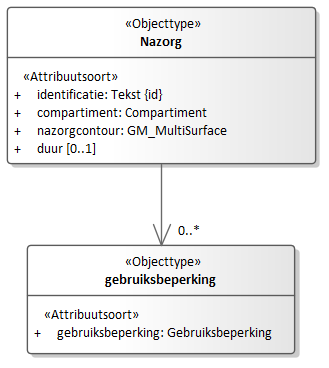 «Objecttype»
Nazorg
«Attribuutsoort»
+ identificatie: Tekst {id}
+ compartiment: Compartiment
+ nazorgcontour: GM_MultiSurface
+ duur [0..1]
0..*
«Objecttype»
gebruiksbeperking
«Attribuutsoort»
+ gebruiksbeperking: Gebruiksbeperking